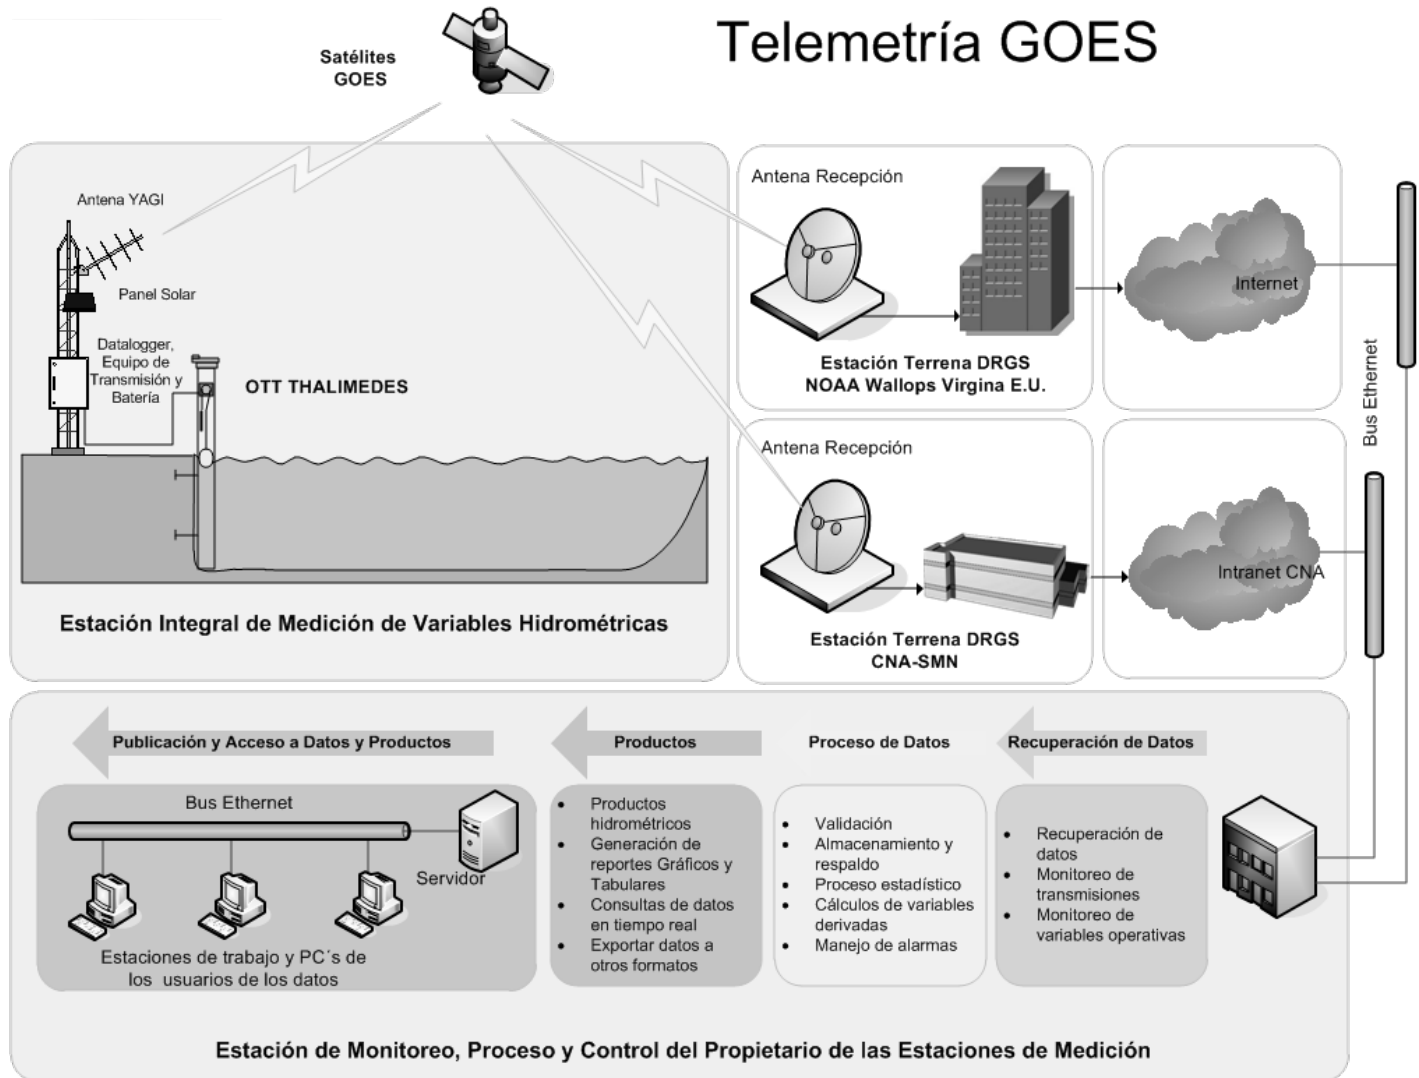 Telemetría GOES
Satélites
GOES
Antena YAGI
Panel Solar
Datalogger,
Equipo de
Transmisión y
Batería
OTT THALIMEDES
Estación Integral de Medición de Variables Hidrométricas
Antena Recepción
Estación Terrena DRGS
NOAA Wallops Virgina E.U.
Internet
Bus Ethernet
Antena Recepción
Estación Terrena DRGS
CNA-SMN
Intranet CNA
Publicación y Acceso a Datos y Productos
Productos
Proceso de Datos
Recuperación de Datos
Bus Ethernet
Servidor
Estaciones de trabajo y PC´s de
los usuarios de los datos
• Productos
hidrométricos
• Generación de
reportes Gráficos y
Tabulares
• Consultas de datos
en tiempo real
• Exportar datos a
otros formatos
• Validación
• Almacenamiento y
respaldo
• Proceso estadístico
• Cálculos de variables
derivadas
• Manejo de alarmas
• Recuperación de
datos
• Monitoreo de
transmisiones
• Monitoreo de
variables operativas
Estación de Monitoreo, Proceso y Control del Propietario de las Estaciones de Medición